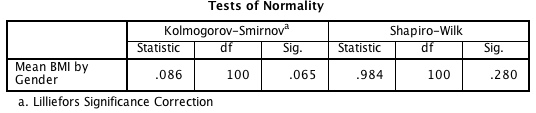 Tests of Normality
Kolmogorov-Smirnovª Shapiro-Wilk
Statistic df Sig. Statistic df Sig.
Mean BMI by Gender .086 100 .065 .984 100 .280
a. Lilliefors Significance Correction